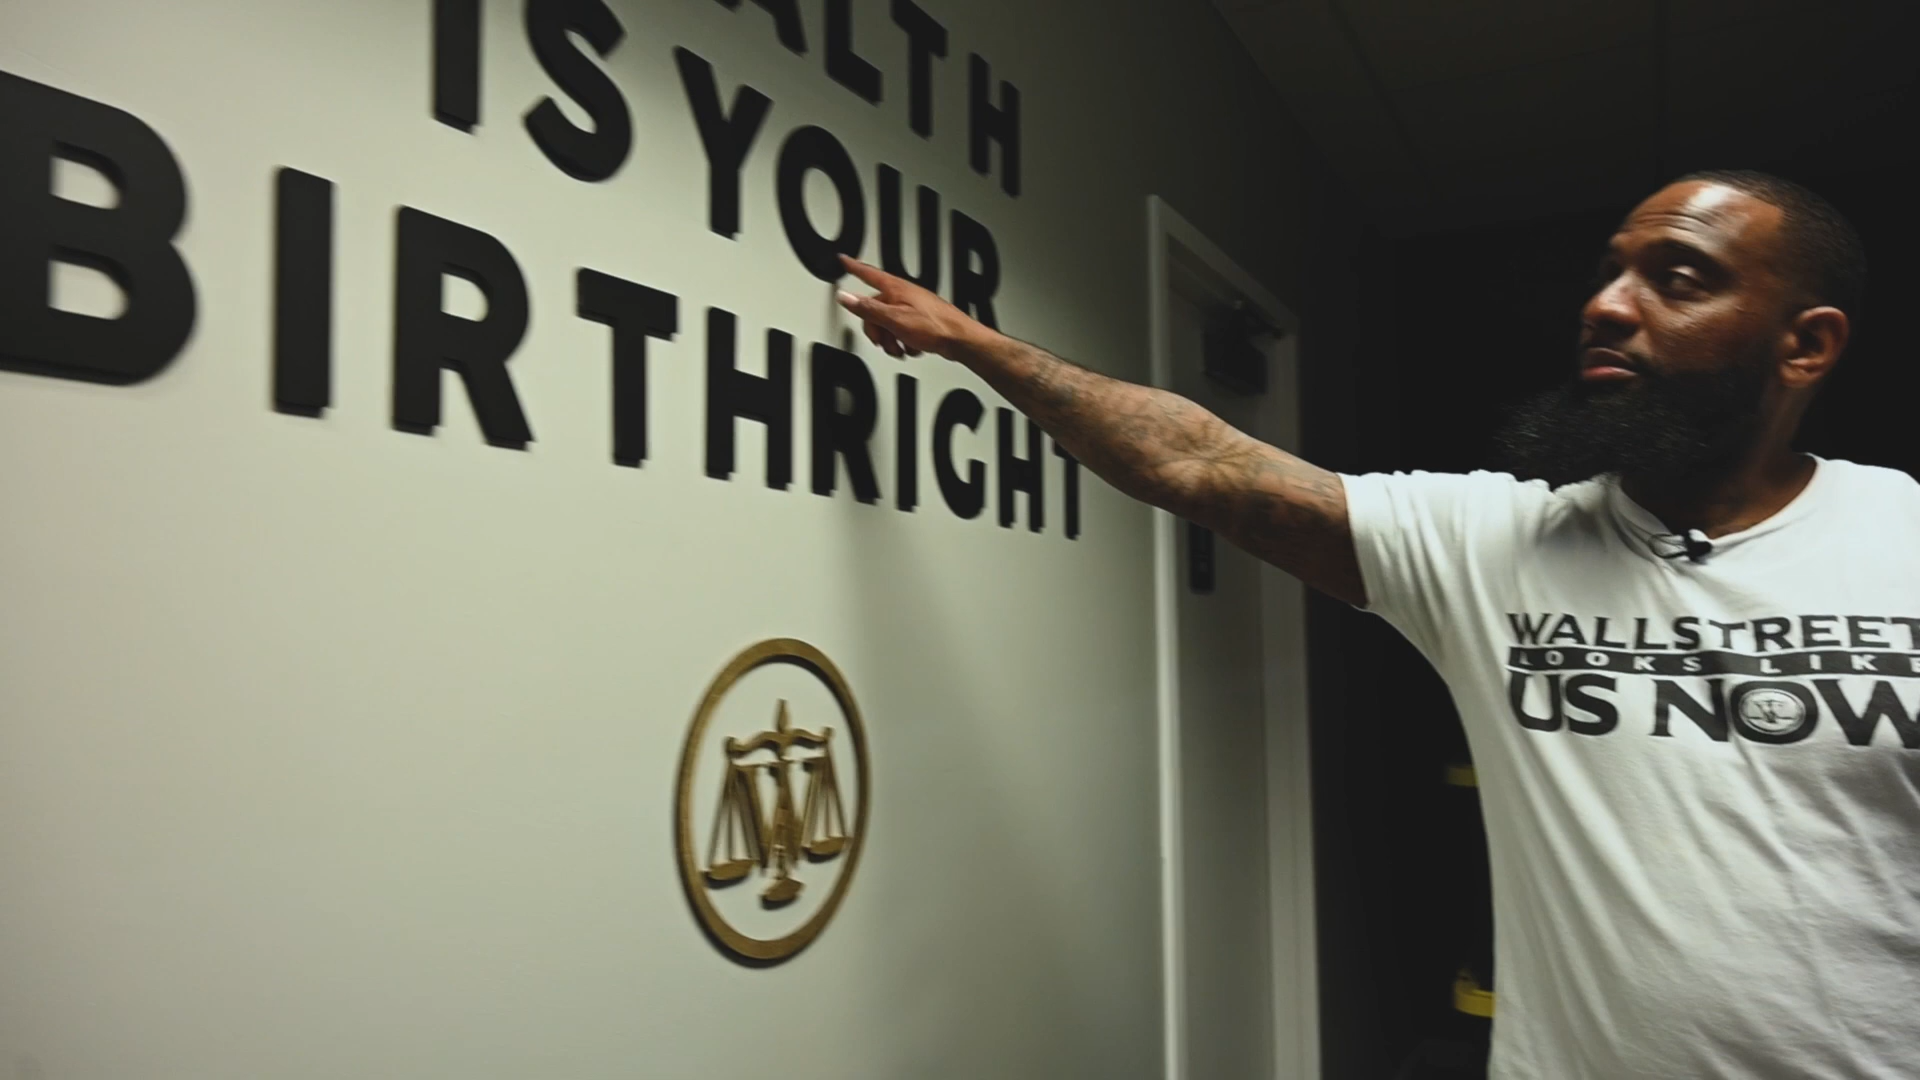 ALTH
IS YOUR
BIRTHRIGHT
WALLSTREET
LOOKS LIKE
US NOW